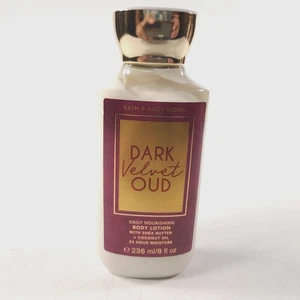 BATH & BODY WORKS
DARK
Velvet
OUD
DAILY NOURISHING
BODY LOTION
WITH SHEA BUTTER
+ COCONUT OIL
24 HOUR MOISTURE
e 236 ml/8 fl oz